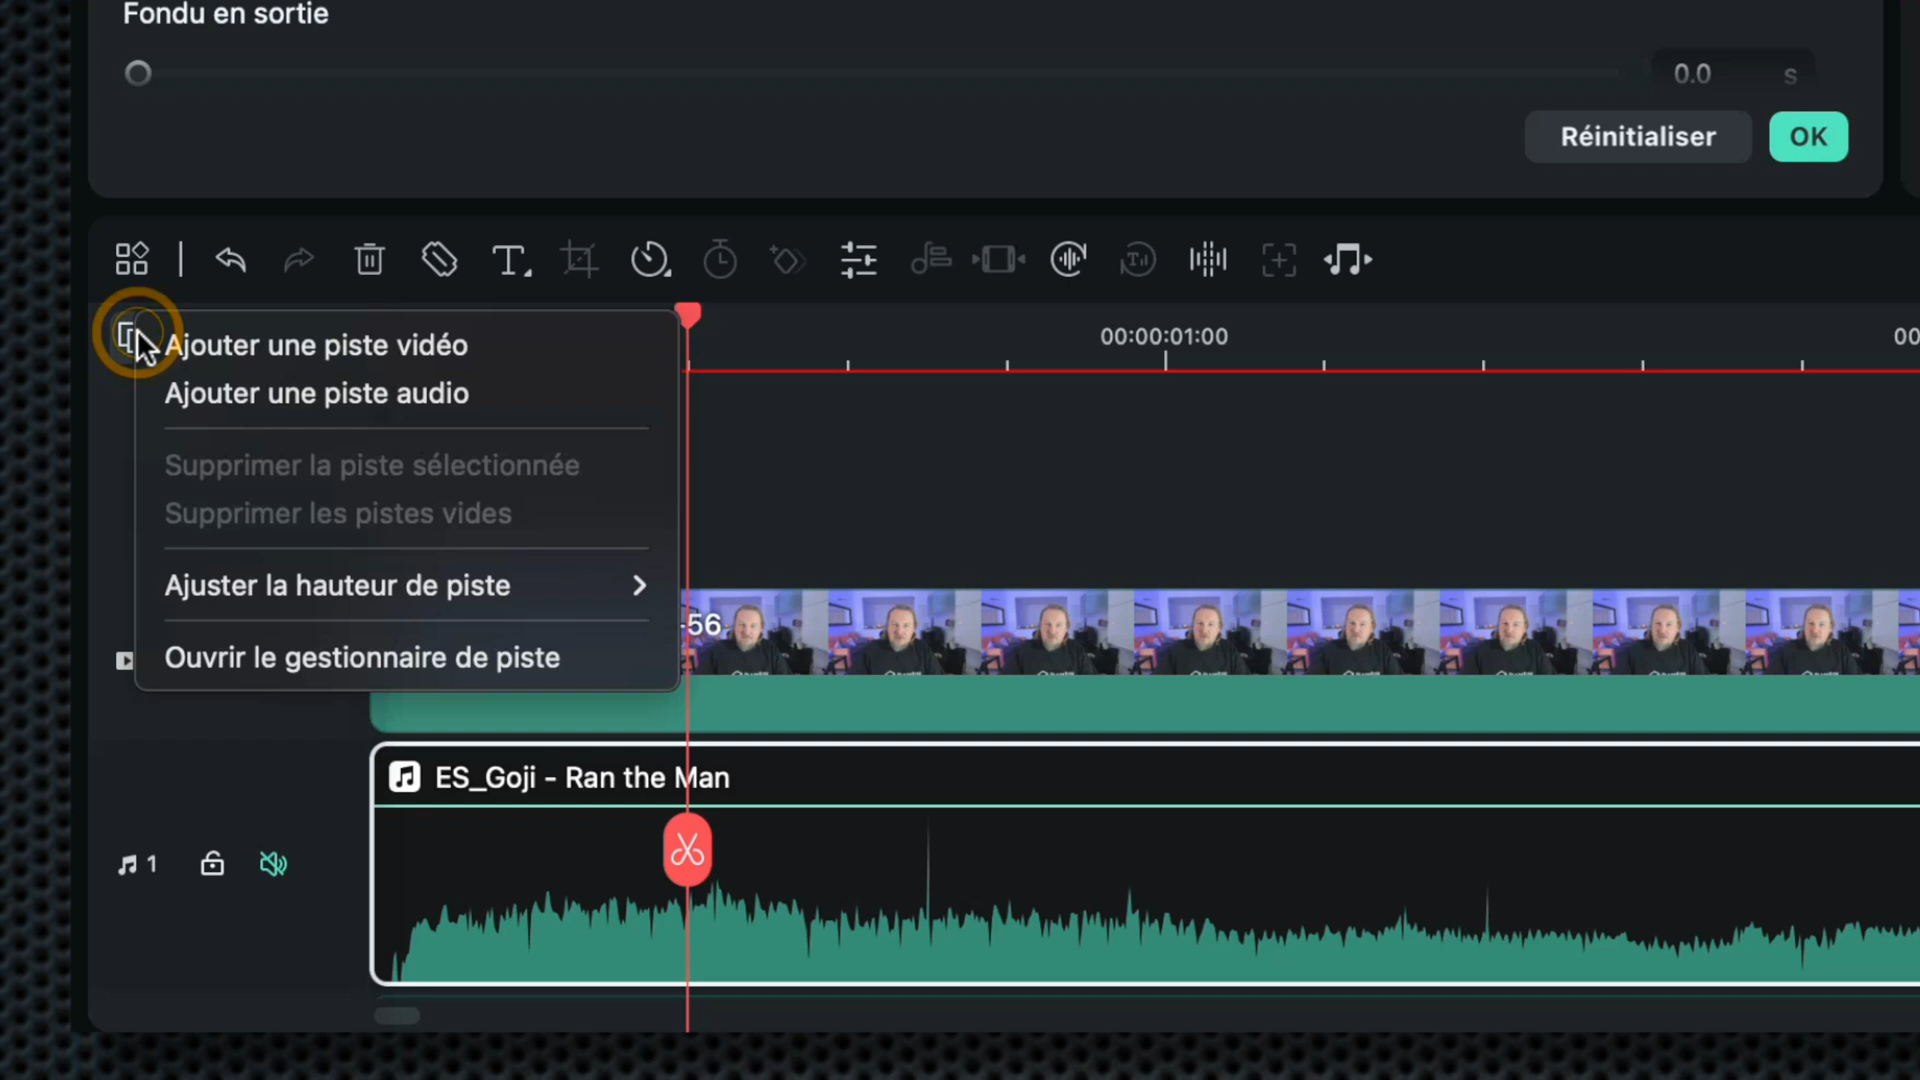 Fondu en sortie
0.0 s
Réinitialiser OK
Ajouter une piste vidéo
00:00:01:00
00
Ajouter une piste audio
Supprimer la piste sélectionnée
Supprimer les pistes vides
Ajuster la hauteur de piste
-56
Ouvrir le gestionnaire de piste
ES_Goji - Ran the Man
1